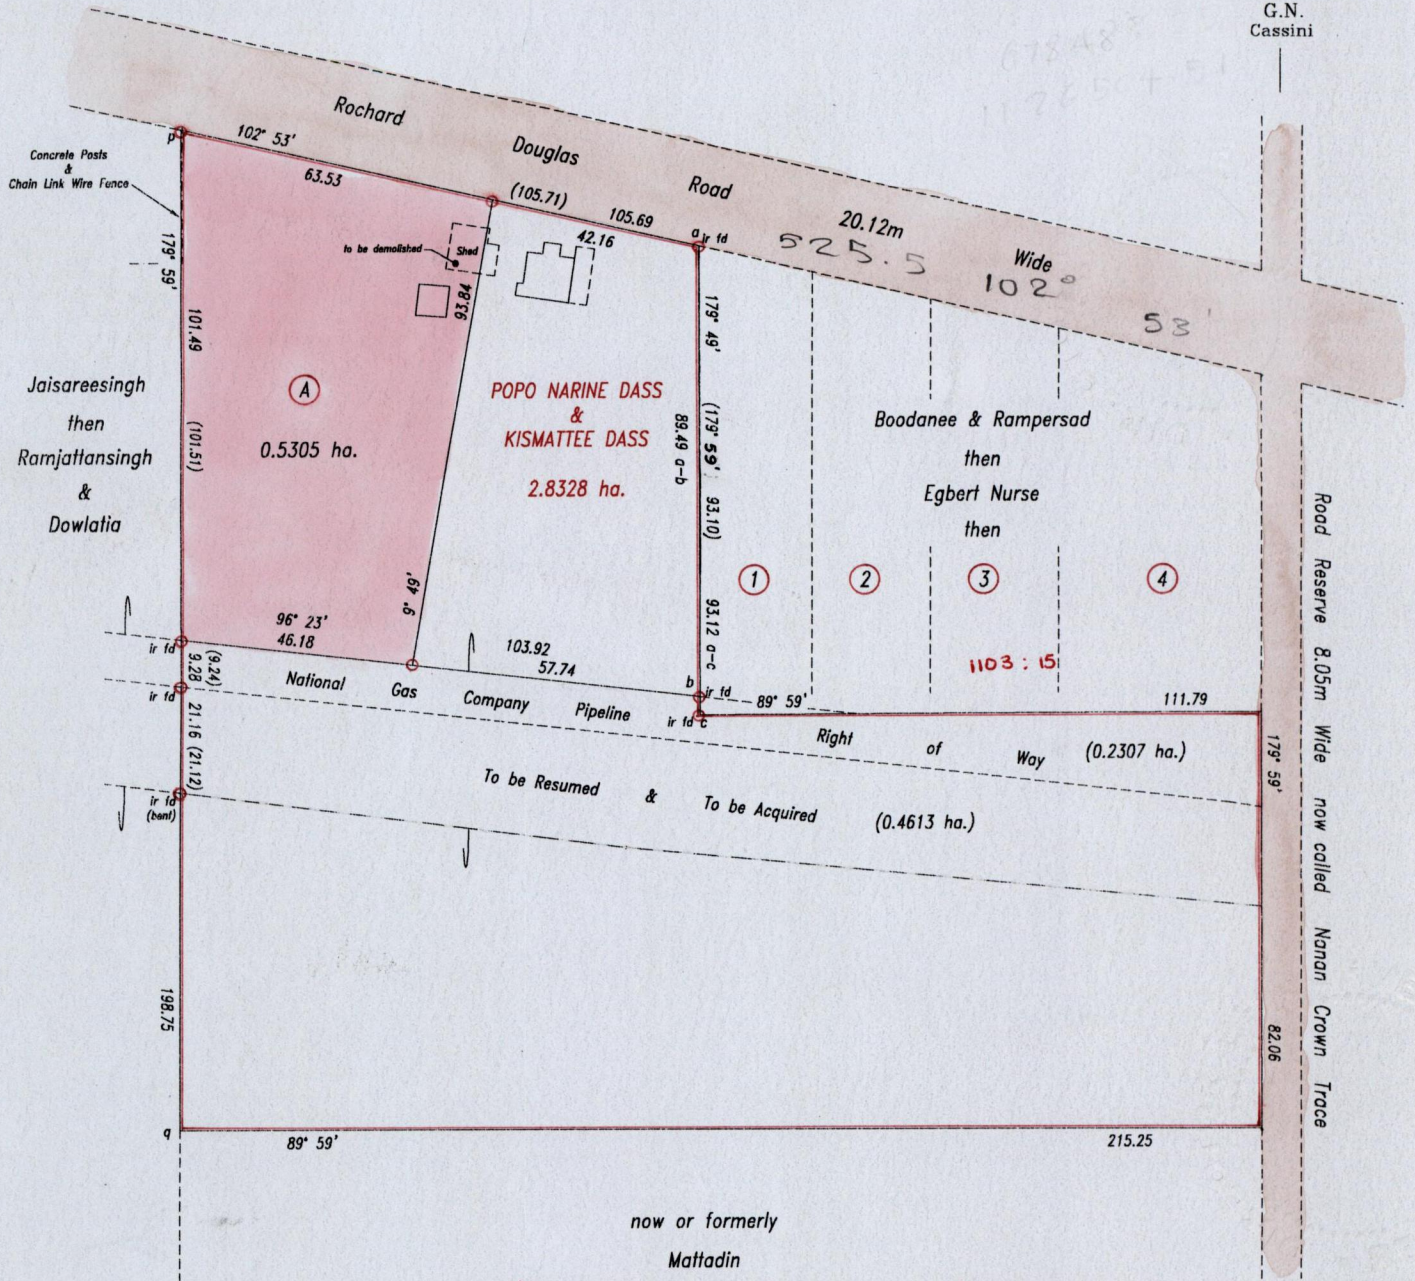 G.N.
Cassini
Rochard Douglas Road 20.12m Wide
525.5 102° 53'
Concrete Posts
&
Chain Link Wire Fence
p
102° 53'
63.53
(105.71)
105.69
42.16
a ir fd
to be demolished
Shed
179° 59'
101.49
(101.51)
93.84
9° 49'
A
0.5305 ha.
Jaisareesingh
then
Ramjattansingh
&
Dowlatia
POPO NARINE DASS
&
KISMATTEE DASS
2.8328 ha.
179° 49'
(179° 59' 93.10)
89.49 a-b
93.12 a-c
Boodanee & Rampersad
then
Egbert Nurse
then
1
2
3
4
1103 : 15
Road Reserve 8.05m Wide now called Nanan Crown Trace
96° 23'
46.18
103.92
57.74
ir fd
(9.24)
9.28
ir fd
21.16 (21.12)
ir fd
(bent)
b ir fd
ir fd c
89° 59'
111.79
National Gas Company Pipeline Right of Way (0.2307 ha.)
To be Resumed & To be Acquired (0.4613 ha.)
179° 59'
82.06
198.75
q
89° 59'
215.25
now or formerly
Mattadin